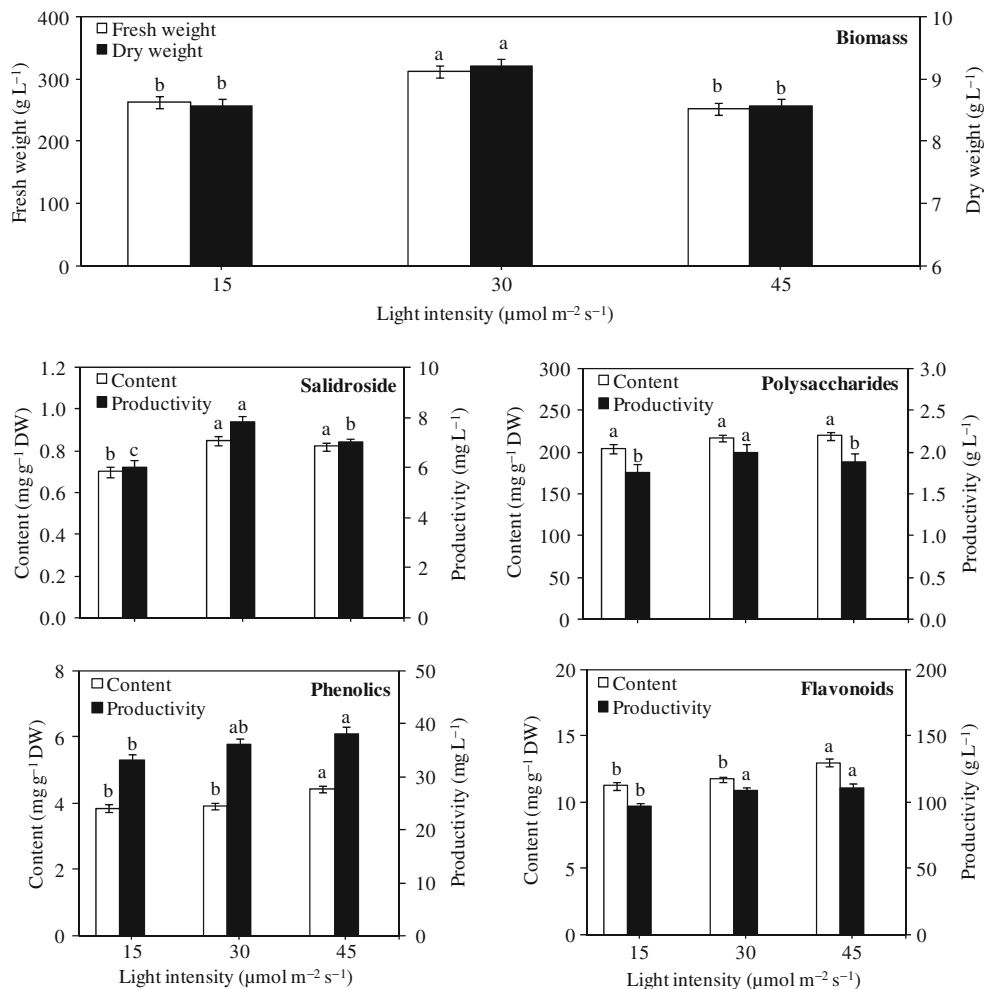 Fresh weight
Dry weight
Biomass
Fresh weight (g L⁻¹)
400
300
200
100
0
b b
a a
b b
10
9
8
7
6
Dry weight (g L⁻¹)
15 30 45
Light intensity (µmol m⁻² s⁻¹)
Content
Productivity
Salidroside
Content (mg g⁻¹ DW)
1.2
1.0
0.8
0.6
0.4
0.2
0.0
b c
a a
a b
10
8
6
4
2
0
Productivity (mg L⁻¹)
Content
Productivity
Polysaccharides
Content (mg g⁻¹ DW)
300
250
200
150
100
50
0
a b
a a
a b
3.0
2.5
2.0
1.5
1.0
0.5
0.0
Productivity (g L⁻¹)
Content
Productivity
Phenolics
Content (mg g⁻¹ DW)
8
6
4
2
0
b b
b ab
a a
50
40
30
20
10
0
Productivity (mg L⁻¹)
15 30 45
Light intensity (µmol m⁻² s⁻¹)
Content
Productivity
Flavonoids
Content (mg g⁻¹ DW)
20
15
10
5
0
b b
b a
a a
200
150
100
50
0
Productivity (g L⁻¹)
15 30 45
Light intensity (µmol m⁻² s⁻¹)